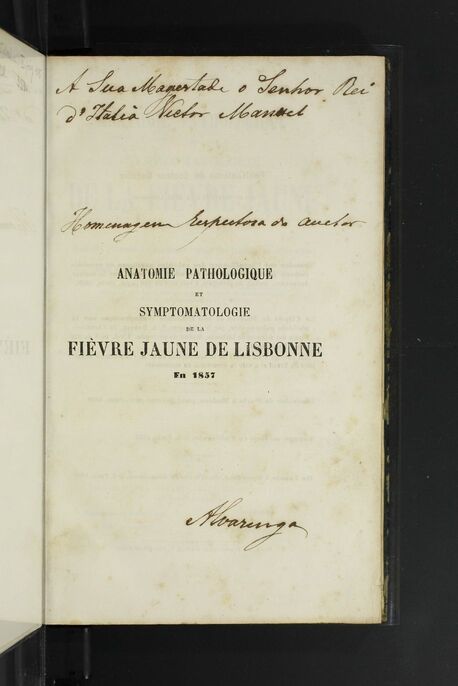 A Sua Magestade o Senhor Rei
d'Italia Victor Manuel
Homenagem respectosa do auctor
ANATOMIE PATHOLOGIQUE
ET
SYMPTOMATOLOGIE
DE LA
FIÈVRE JAUNE DE LISBONNE
En 1857
Alvarenga